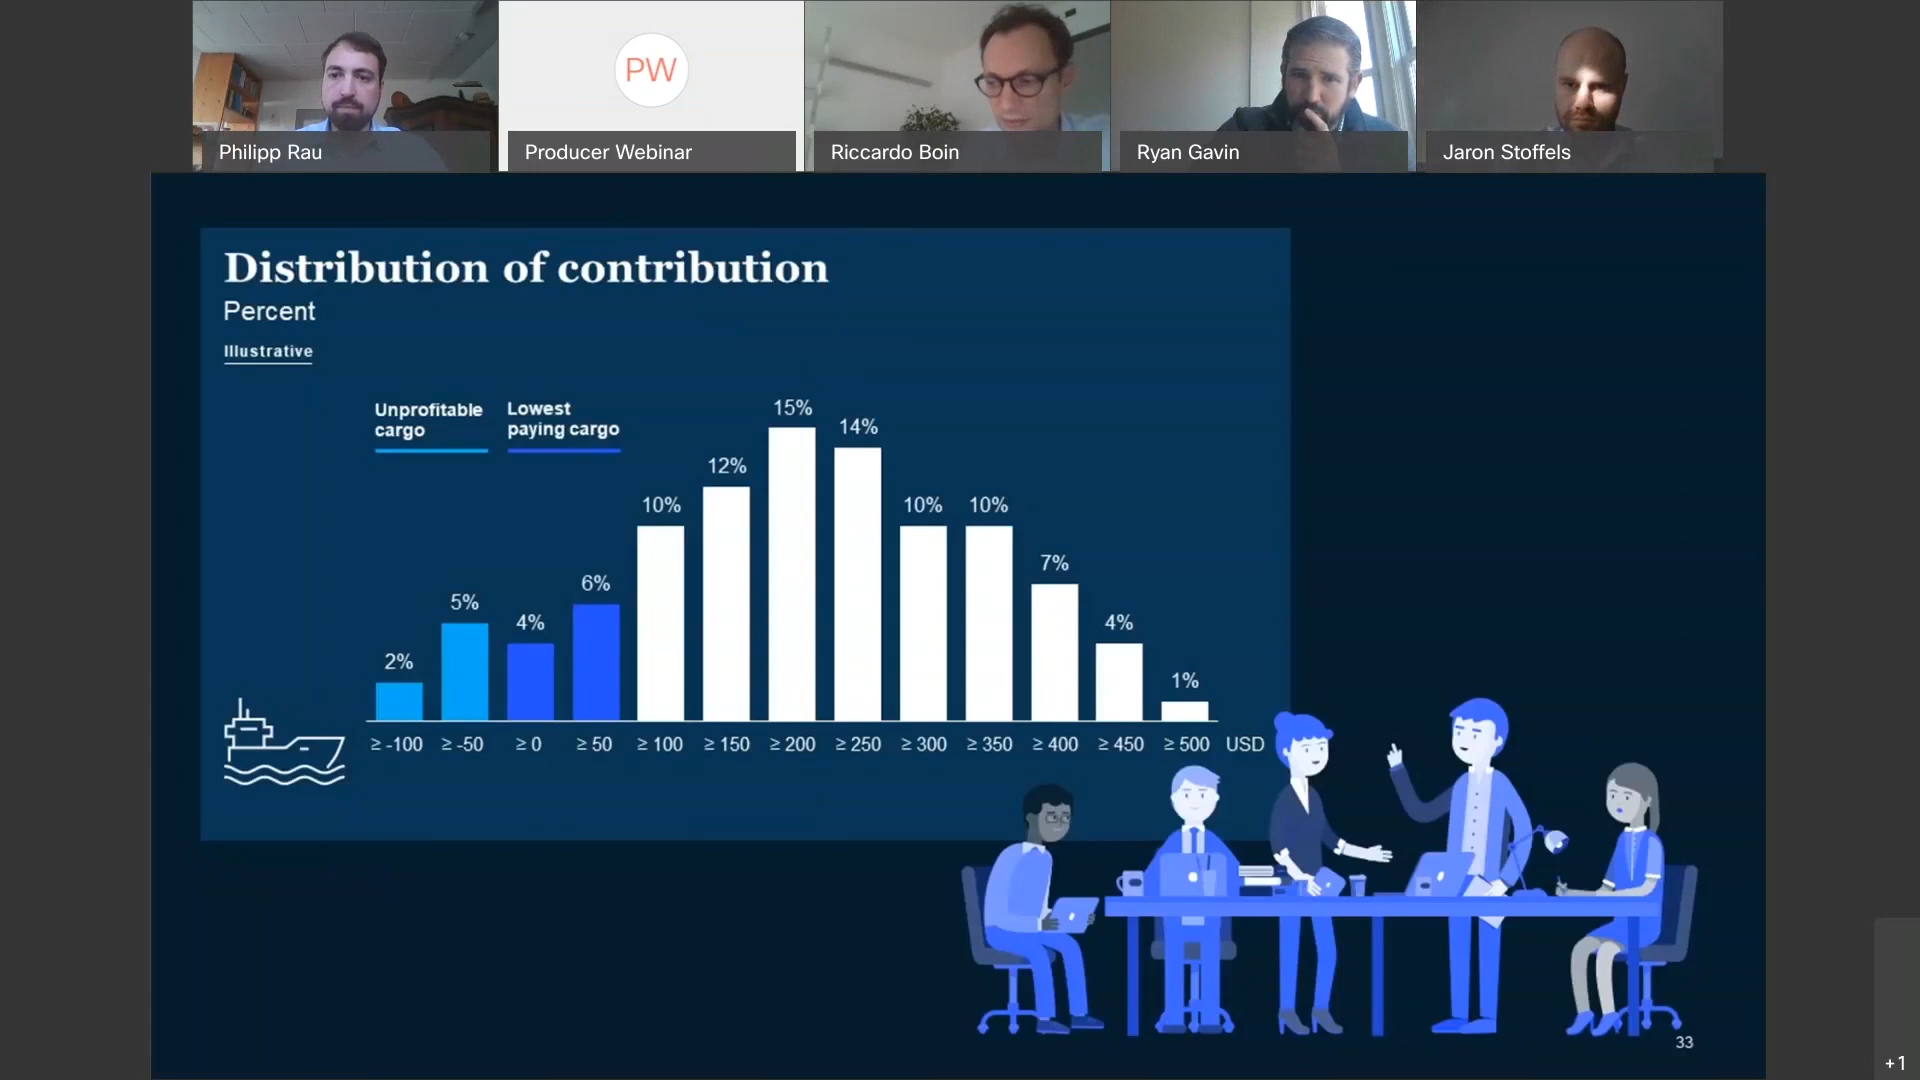 PW
Philipp Rau
Producer Webinar
Riccardo Boin
Ryan Gavin
Jaron Stoffels
Distribution of contribution
Percent
Illustrative
Unprofitable
cargo
Lowest
paying cargo
2%
5%
4%
6%
10%
12%
15%
14%
10%
10%
7%
4%
1%
≥ -100
≥ -50
≥ 0
≥ 50
≥ 100
≥ 150
≥ 200
≥ 250
≥ 300
≥ 350
≥ 400
≥ 450
≥ 500
USD
33
+1